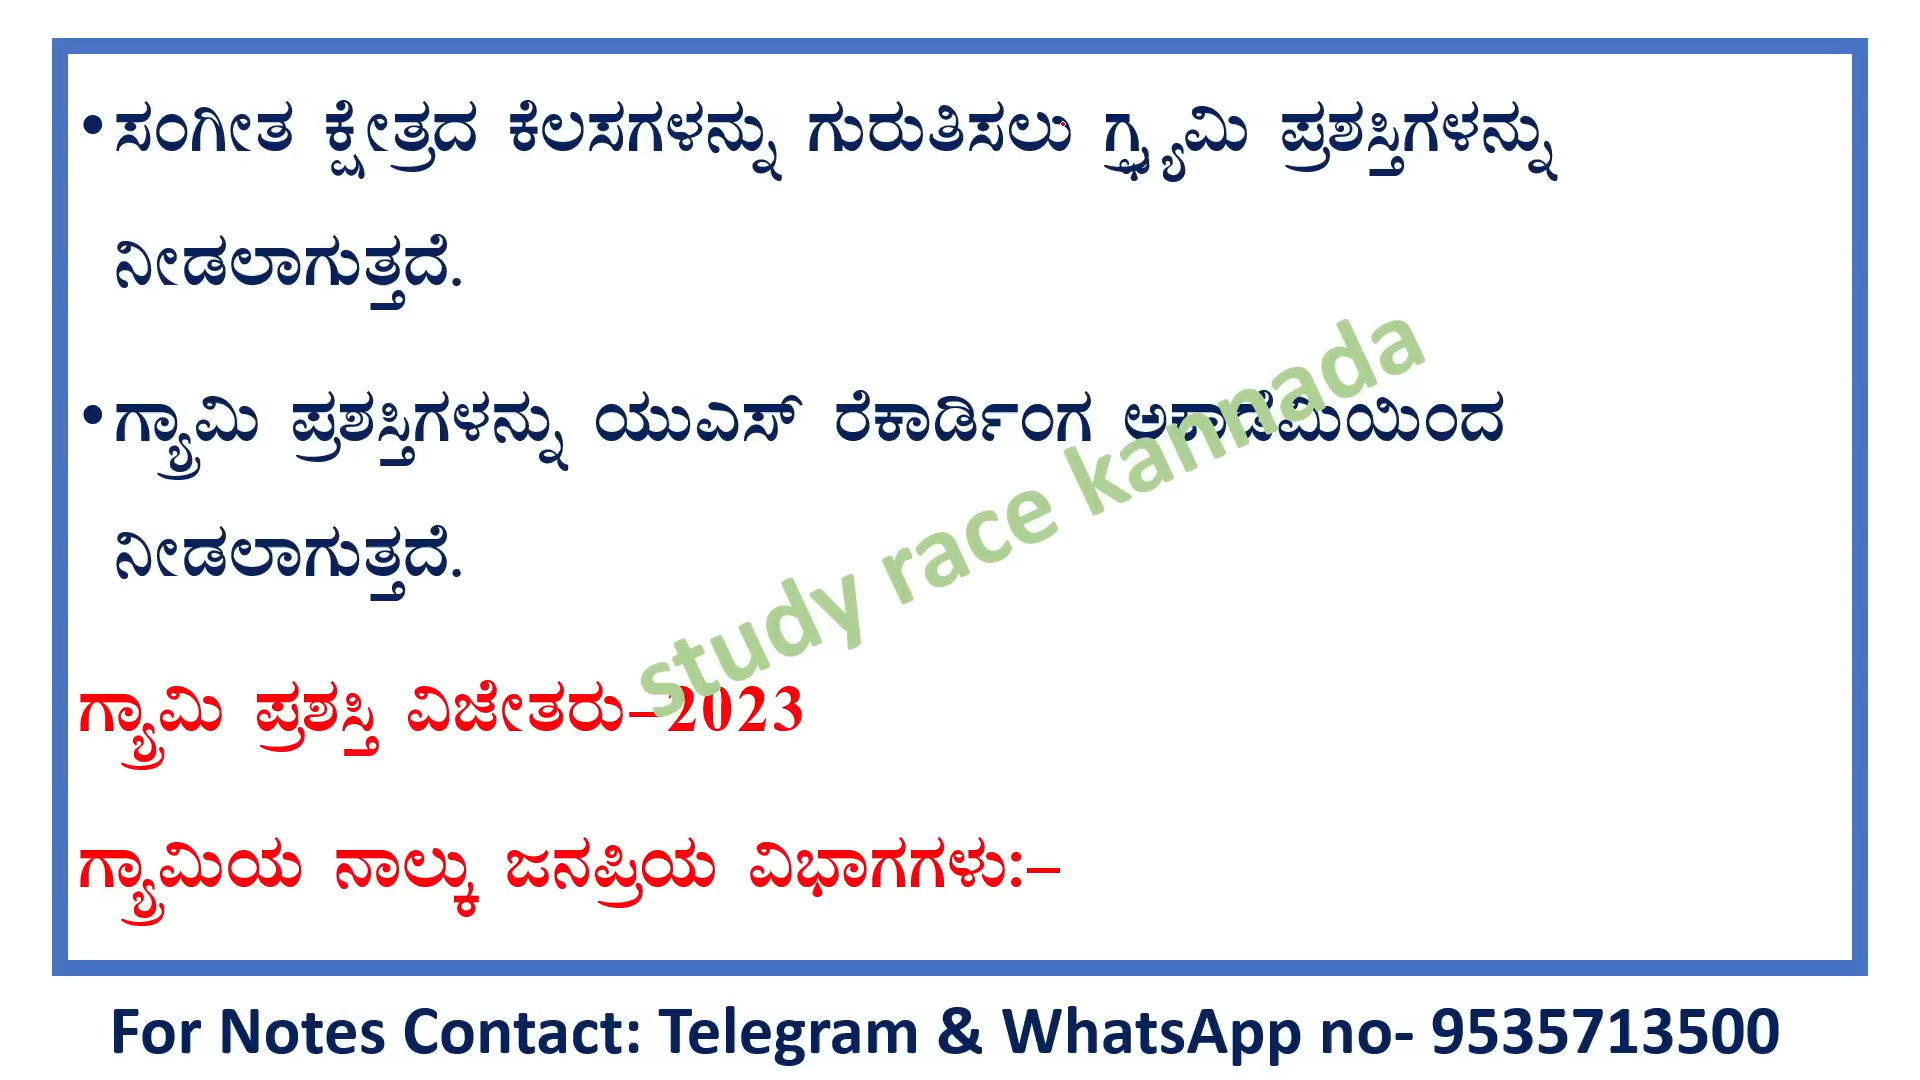 •ಸಂಗೀತ ಕ್ಷೇತ್ರದ ಕೆಲಸಗಳನ್ನು ಗುರುತಿಸಲು ಪ್ರಶಸ್ತಿಗಳನ್ನು
ನೀಡಲಾಗುತ್ತದೆ.
•ಗ್ಯ್ರಾಮಿ ಪ್ರಶಸ್ತಿಗಳನ್ನು ಯುಎಸ್ ರೆಕಾರ್ಡಿಂಗ ಅಕಾಡೆಮಿಯಿಂದ
ನೀಡಲಾಗುತ್ತದೆ.
study race kannada
ಗ್ಯ್ರಾಮಿ ಪ್ರಶಸ್ತಿ ವಿಜೇತರು–2023
ಗ್ಯ್ರಾಮಿಯ ನಾಲ್ಕು ಜನಪ್ರಿಯ ವಿಭಾಗಗಳು:–
For Notes Contact: Telegram & WhatsApp no- 9535713500